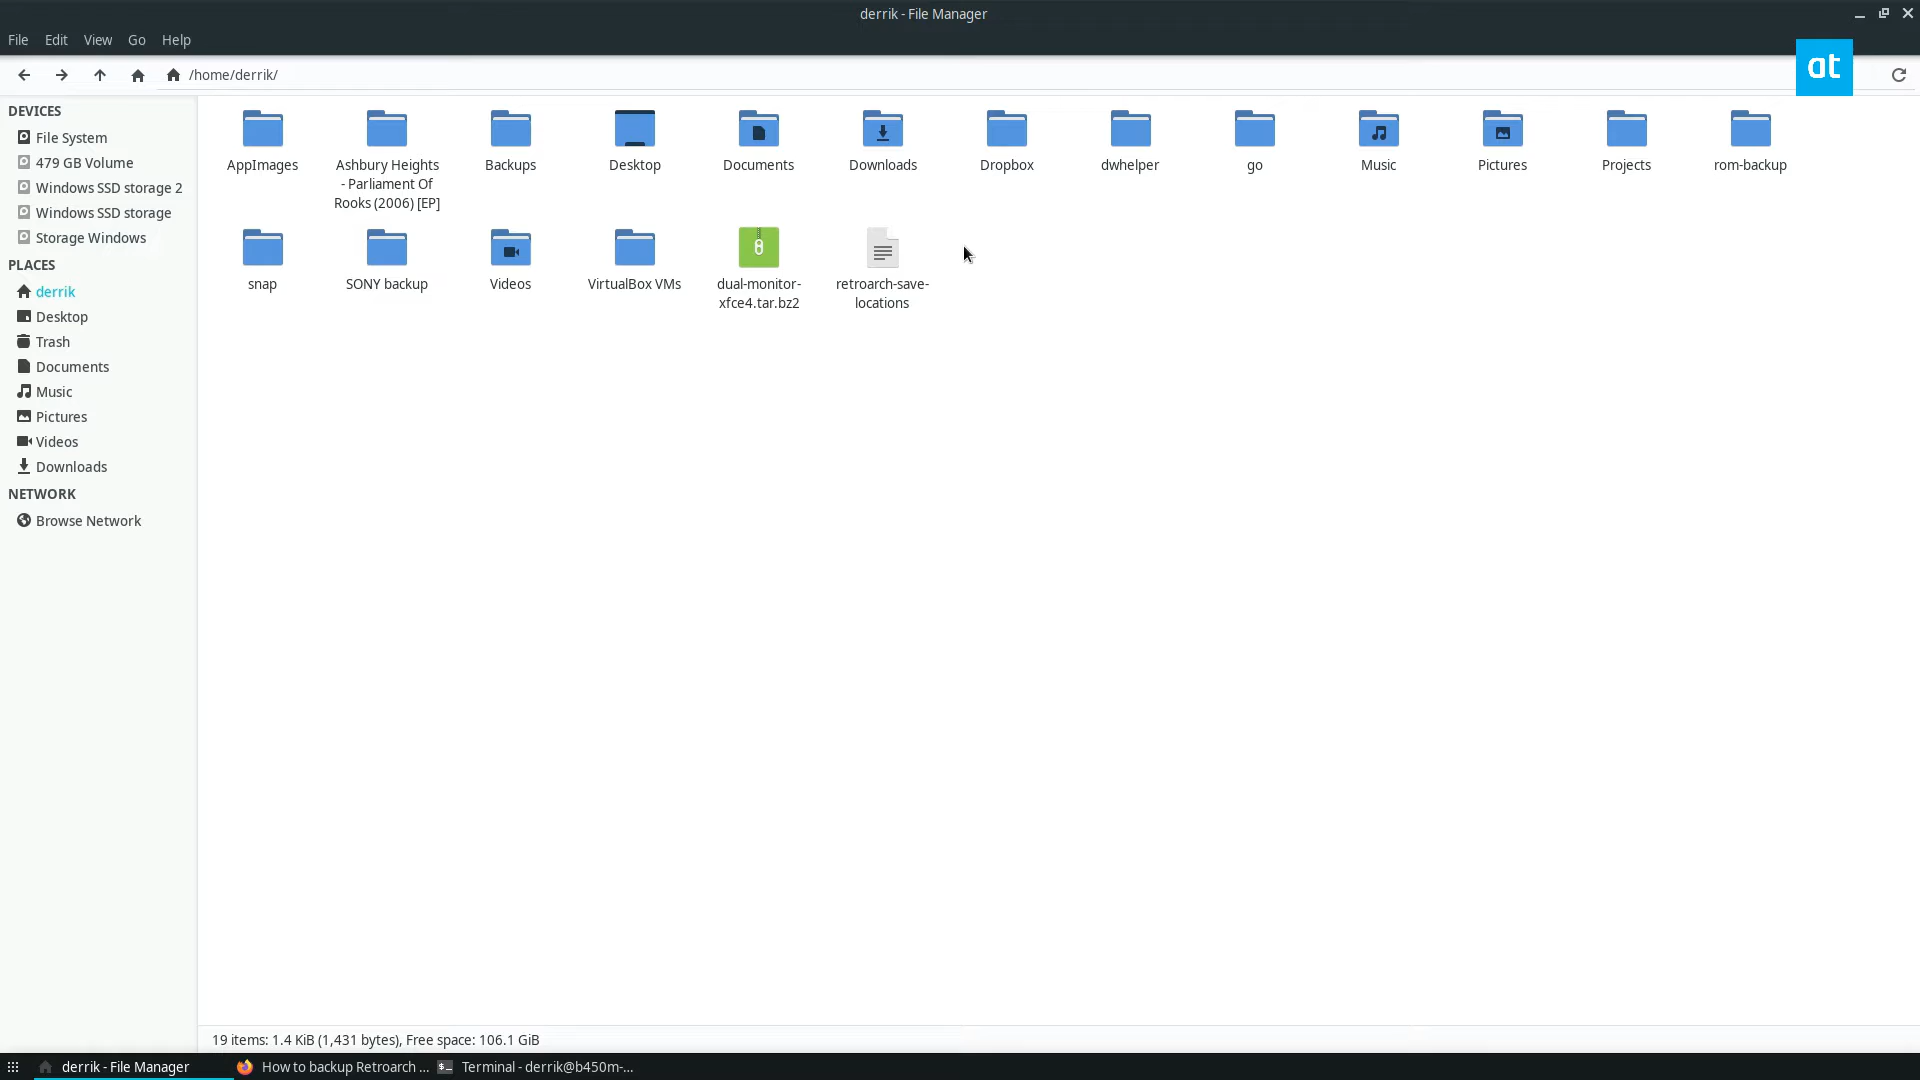 derrik - File Manager
File Edit View Go Help
/home/derrik/
at
DEVICES
File System
479 GB Volume
Windows SSD storage 2
Windows SSD storage
Storage Windows
PLACES
derrik
Desktop
Trash
Documents
Music
Pictures
Videos
Downloads
NETWORK
Browse Network
AppImages
Ashbury Heights
- Parliament Of
Rooks (2006) [EP]
Backups
Desktop
Documents
Downloads
Dropbox
dwhelper
go
Music
Pictures
Projects
rom-backup
snap
SONY backup
Videos
VirtualBox VMs
dual-monitor-
xfce4.tar.bz2
retroarch-save-
locations
19 items: 1.4 KiB (1,431 bytes), Free space: 106.1 GiB
derrik - File Manager
How to backup Retroarch ...
Terminal - derrik@b450m-...